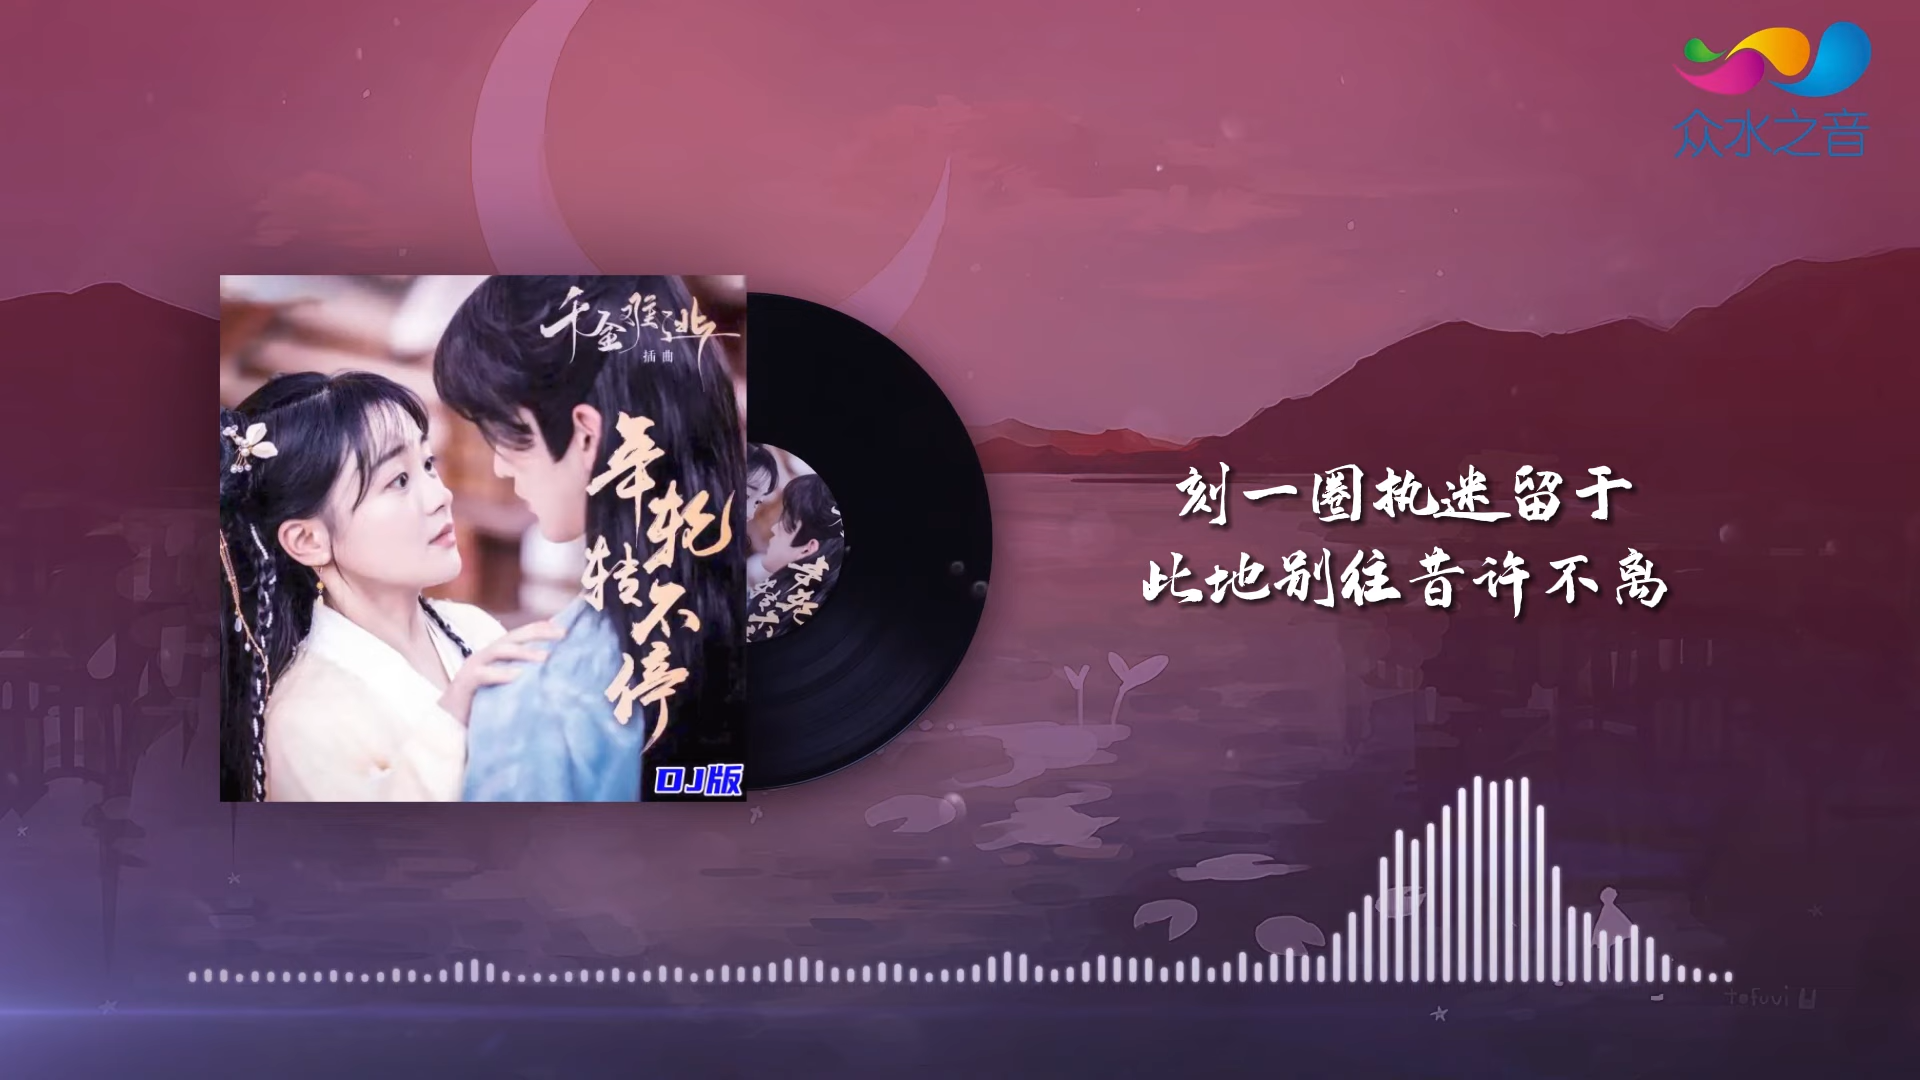 众水之音
千金难逃
插曲
年轮转不停
DJ版
刻一圈执迷留于
此地别往昔许不离
tofuvi